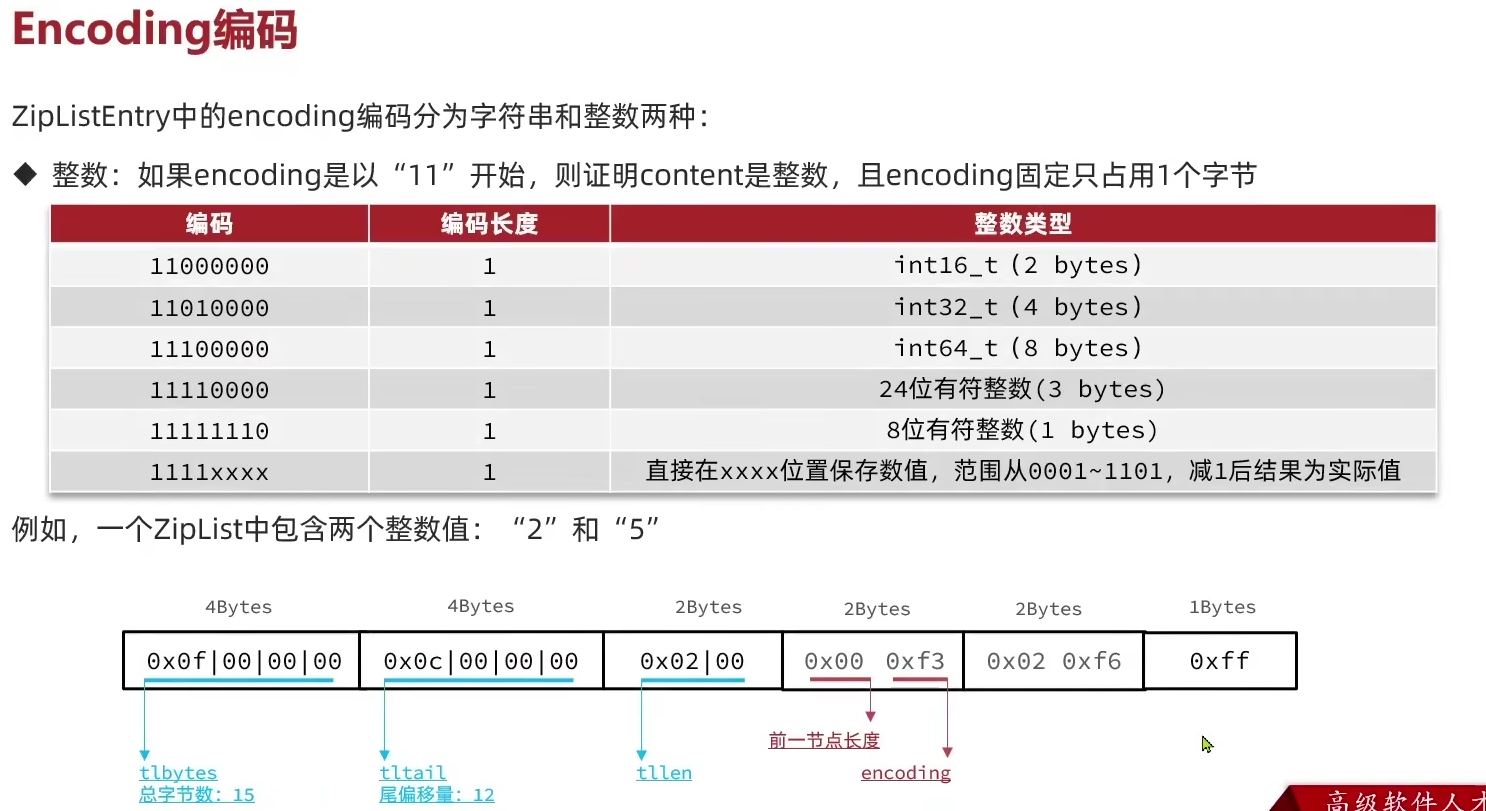 Encoding编码
ZipListEntry中的encoding编码分为字符串和整数两种：
◆ 整数：如果encoding是以“11”开始，则证明content是整数，且encoding固定只占用1个字节
编码 编码长度 整数类型
11000000 1 int16_t (2 bytes)
11010000 1 int32_t (4 bytes)
11100000 1 int64_t (8 bytes)
11110000 1 24位有符整数(3 bytes)
11111110 1 8位有符整数(1 bytes)
1111xxxx 1 直接在xxxx位置保存数值，范围从0001~1101，减1后结果为实际值
例如，一个ZipList中包含两个整数值：“2”和“5”
4Bytes 4Bytes 2Bytes 2Bytes 2Bytes 1Bytes
0x0f|00|00|00 0x0c|00|00|00 0x02|00 0x00 0xf3 0x02 0xf6 0xff
前一节点长度
tlbytes tltail tllen encoding
总字节数：15 尾偏移量：12
高级软件人才